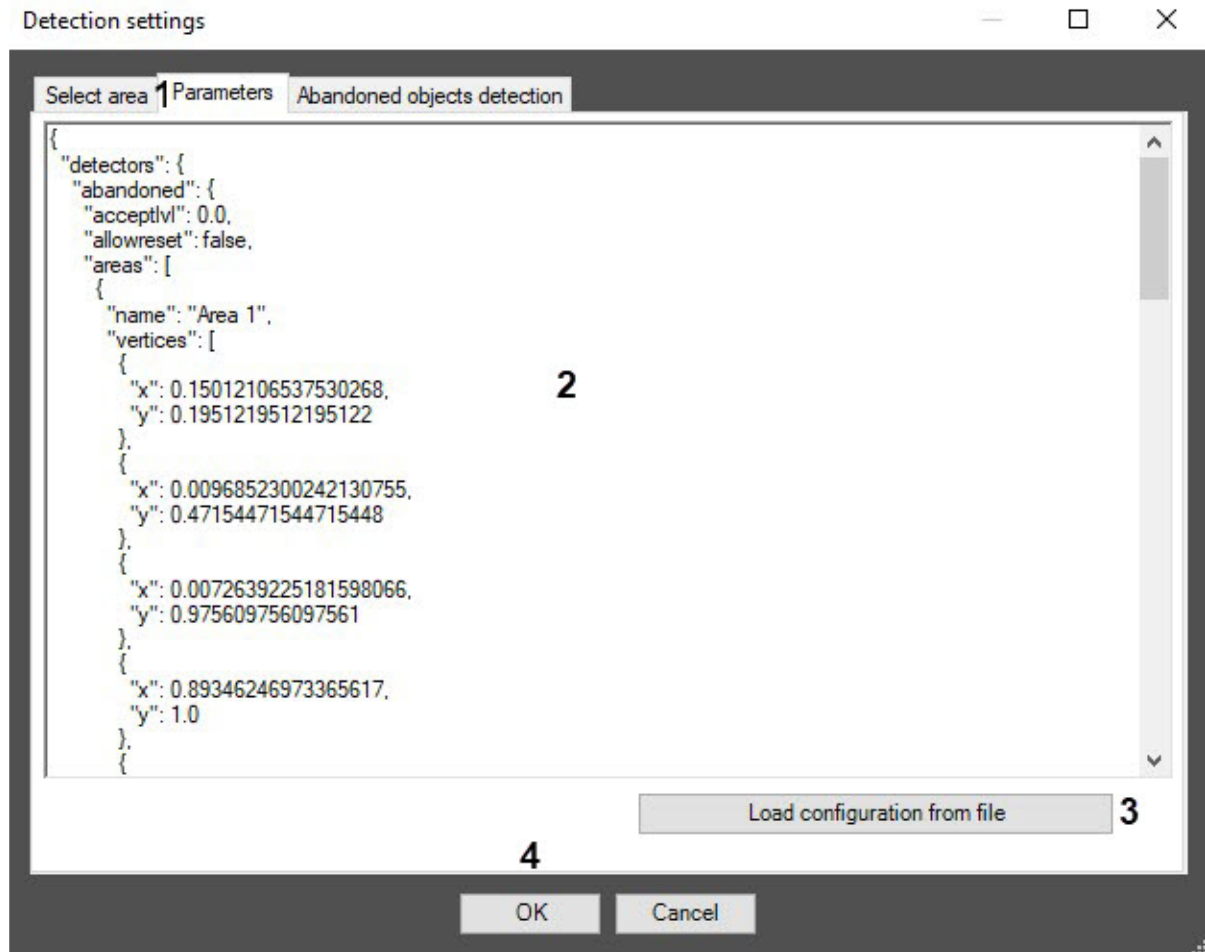 Detection settings
Select area 1 Parameters Abandoned objects detection
{
"detectors": {
"abandoned": {
"acceptlvl": 0.0,
"allowreset": false,
"areas": [
{
"name": "Area 1",
"vertices": [
{
"x": 0.15012106537530268,
"y": 0.1951219512195122
},
{
"x": 0.0096852300242130755,
"y": 0.47154471544715448
},
{
"x": 0.0072639225181598066,
"y": 0.975609756097561
},
{
"x": 0.89346246973365617,
"y": 1.0
},
{
2
Load configuration from file 3
4
OK Cancel